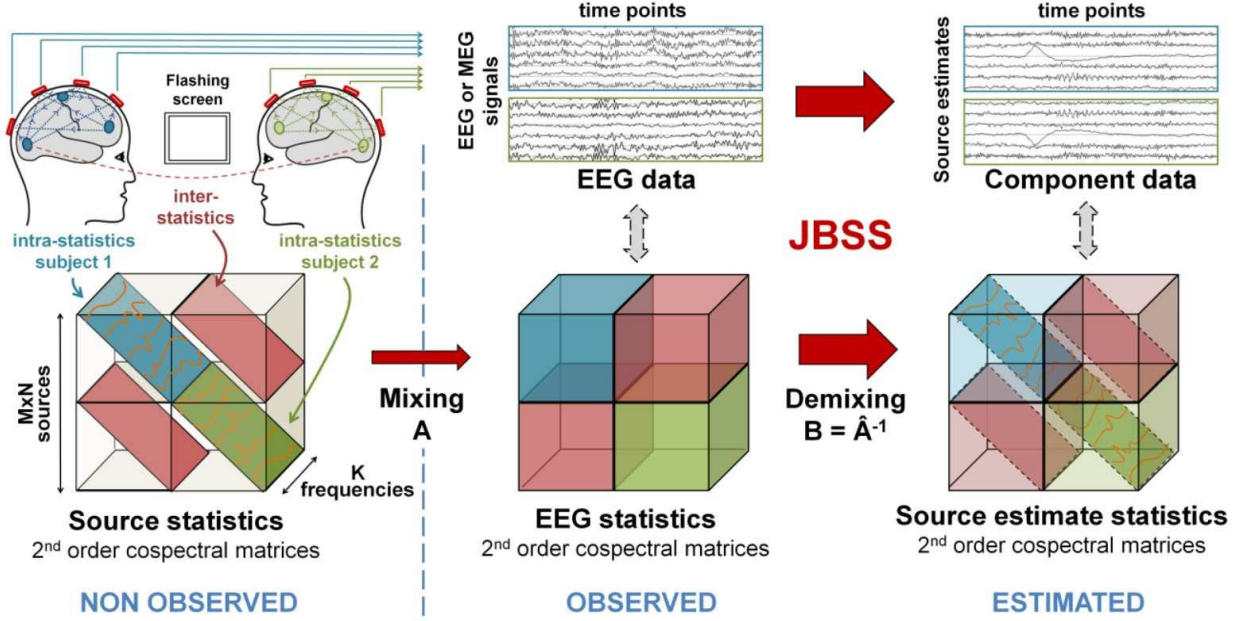 Flashing
screen
inter-
statistics
intra-statistics
subject 1
intra-statistics
subject 2
MxN
sources
K
frequencies
Source statistics
2nd order cospectral matrices
NON OBSERVED
Mixing
A
time points
EEG or MEG
signals
EEG data
EEG statistics
2nd order cospectral matrices
OBSERVED
JBSS
Demixing
B = Â-1
time points
Source estimates
Component data
Source estimate statistics
2nd order cospectral matrices
ESTIMATED